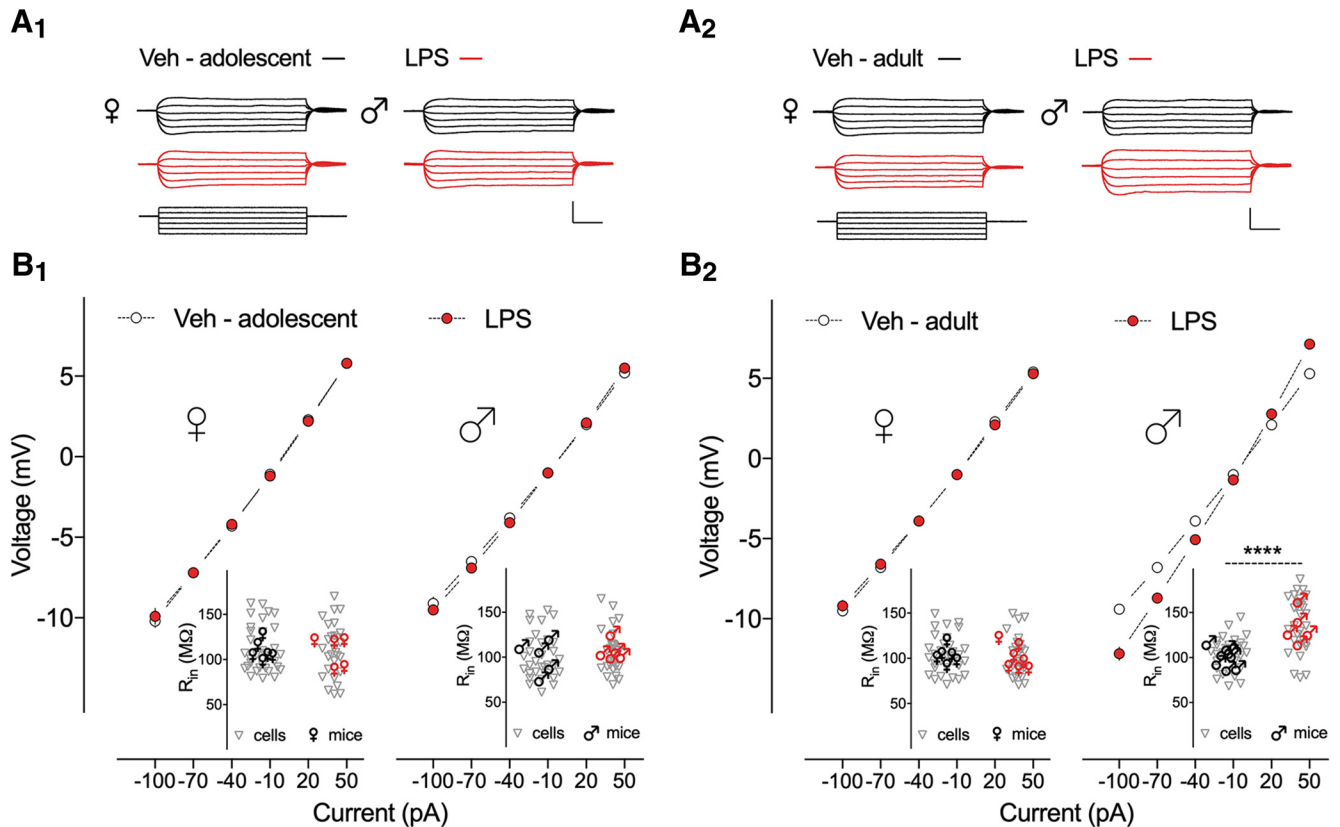 A1
A2
Veh - adolescent
LPS
Veh - adult
LPS
♀
♂
♀
♂
B1
B2
Veh - adolescent
LPS
Veh - adult
LPS
♀
♂
♀
♂
Voltage (mV)
5
0
-5
-10
Rin (MΩ)
150
100
50
cells
♀ mice
Rin (MΩ)
150
100
50
cells
♂ mice
-100 -70 -40 -10 20 50
-100 -70 -40 -10 20 50
Current (pA)
Voltage (mV)
5
0
-5
-10
Rin (MΩ)
150
100
50
cells
♀ mice
****
Rin (MΩ)
150
100
50
cells
♂ mice
-100 -70 -40 -10 20 50
-100 -70 -40 -10 20 50
Current (pA)